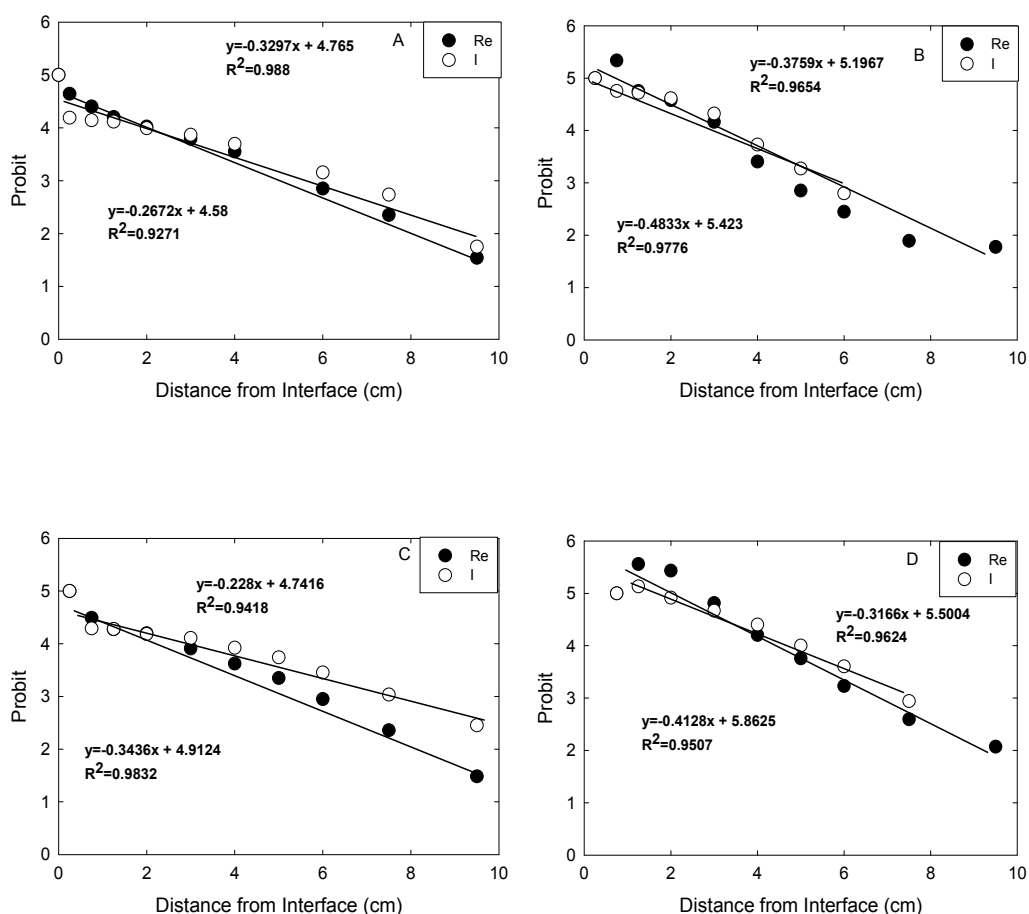 A
Re
I
y=-0.3297x + 4.765
R2=0.988
y=-0.2672x + 4.58
R2=0.9271
6
5
4
3
2
1
0
Probit
0 2 4 6 8 10
Distance from Interface (cm)
B
Re
I
y=-0.3759x + 5.1967
R2=0.9654
y=-0.4833x + 5.423
R2=0.9776
6
5
4
3
2
1
0
Probit
0 2 4 6 8 10
Distance from Interface (cm)
C
Re
I
y=-0.228x + 4.7416
R2=0.9418
y=-0.3436x + 4.9124
R2=0.9832
6
5
4
3
2
1
0
Probit
0 2 4 6 8 10
Distance from Interface (cm)
D
Re
I
y=-0.3166x + 5.5004
R2=0.9624
y=-0.4128x + 5.8625
R2=0.9507
6
5
4
3
2
1
0
Probit
0 2 4 6 8 10
Distance from Interface (cm)